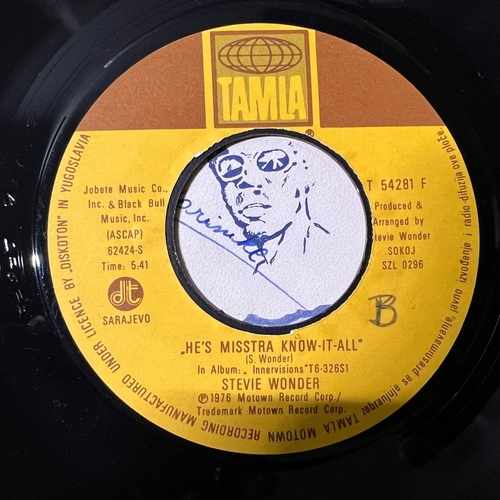 TAMLA
®
Jobete Music Co.,
Inc. & Black Bull
Music, Inc.
(ASCAP)
62424-S
Time: 5.41
dt
SARAJEVO
T 54281 F
Produced &
Arranged by
Stevie Wonder
SOKOJ
SZL 0296
B
„HE'S MISSTRA KNOW-IT-ALL"
(S. Wonder)
In Album: „Innervisions" T6-326S1
STEVIE WONDER
℗ 1976 Motown Record Corp/
Trademark Motown Record Corp.
MANUFACTURED UNDER LICENCE BY „DISKOTON" IN YUGOSLAVIA
TAMLA MOTOWN RECORDING